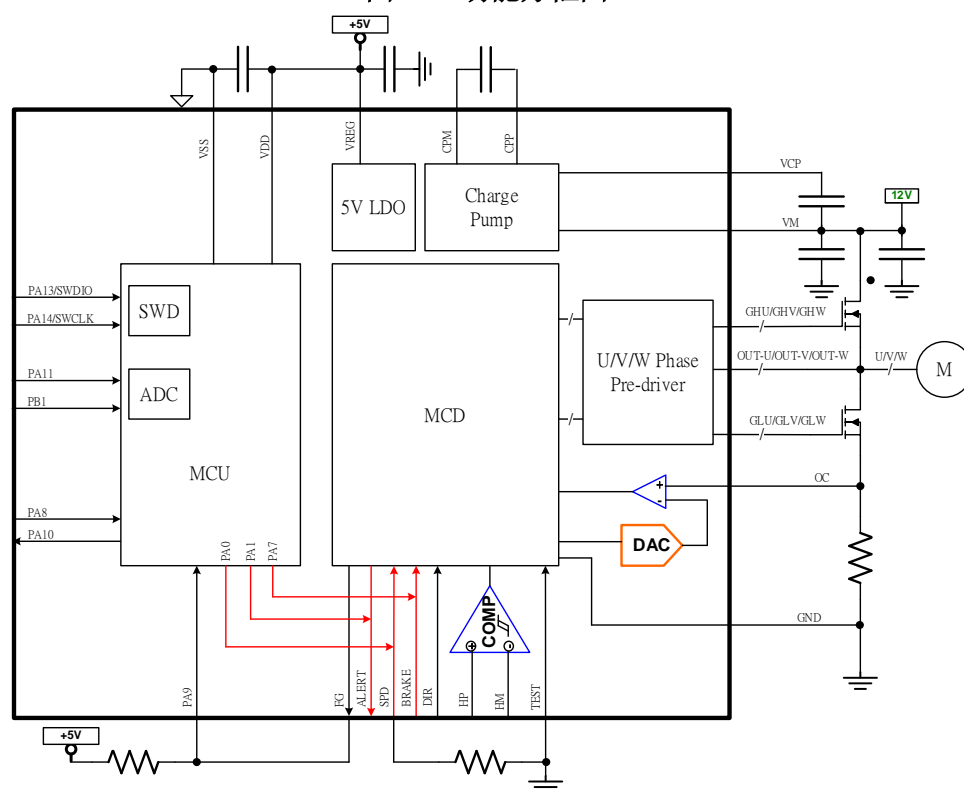 +5V
VSS
VDD
VREG
CPM
CPP
5V LDO
Charge
Pump
VCP
12V
VM
PA13/SWDIO
PA14/SWCLK
SWD
PA11
PB1
ADC
MCU
MCD
U/V/W Phase
Pre-driver
GHU/GHV/GHW
OUT-U/OUT-V/OUT-W
U/V/W
M
GLU/GLV/GLW
OC
+
-
DAC
PA8
PA10
PA0
PA1
PA7
GND
COMP
+
-
PA9
FG
ALERT
SPD
BRAKE
DIR
HP
HM
TEST
+5V